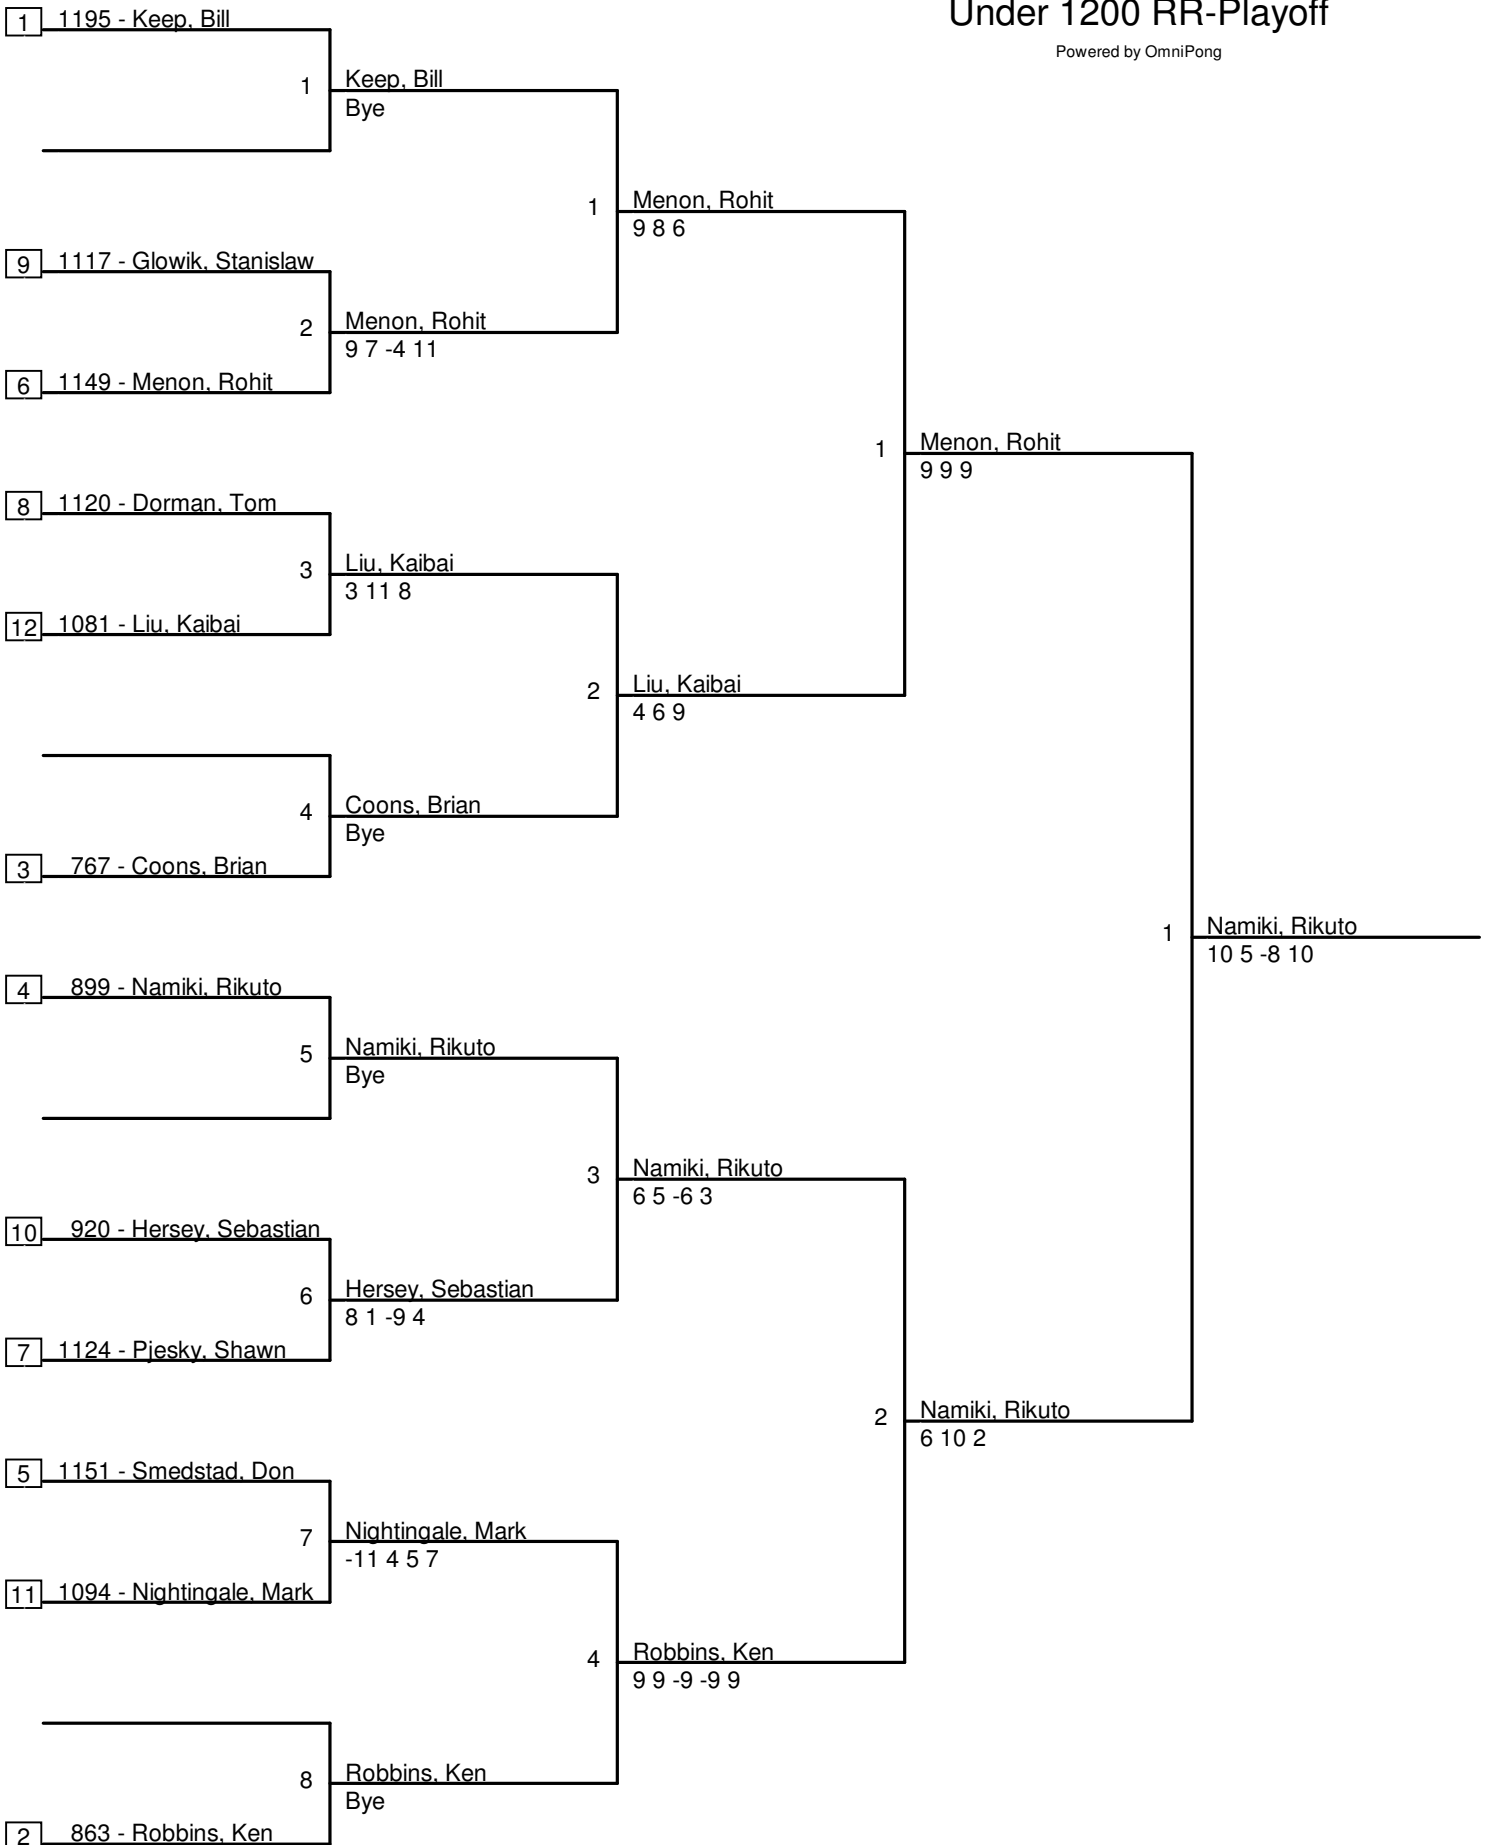 Under 1200 RR-Playoff
Powered by OmniPong
1 1195 - Keep, Bill
1 Keep, Bill
Bye
1 Menon, Rohit
9 8 6
9 1117 - Glowik, Stanislaw
2 Menon, Rohit
9 7 -4 11
6 1149 - Menon, Rohit
1 Menon, Rohit
9 9 9
8 1120 - Dorman, Tom
3 Liu, Kaibai
3 11 8
12 1081 - Liu, Kaibai
2 Liu, Kaibai
4 6 9
4 Coons, Brian
Bye
3 767 - Coons, Brian
1 Namiki, Rikuto
10 5 -8 10
4 899 - Namiki, Rikuto
5 Namiki, Rikuto
Bye
3 Namiki, Rikuto
6 5 -6 3
10 920 - Hersey, Sebastian
6 Hersey, Sebastian
8 1 -9 4
7 1124 - Pjesky, Shawn
2 Namiki, Rikuto
6 10 2
5 1151 - Smedstad, Don
7 Nightingale, Mark
-11 4 5 7
11 1094 - Nightingale, Mark
4 Robbins, Ken
9 9 -9 -9 9
8 Robbins, Ken
Bye
2 863 - Robbins, Ken